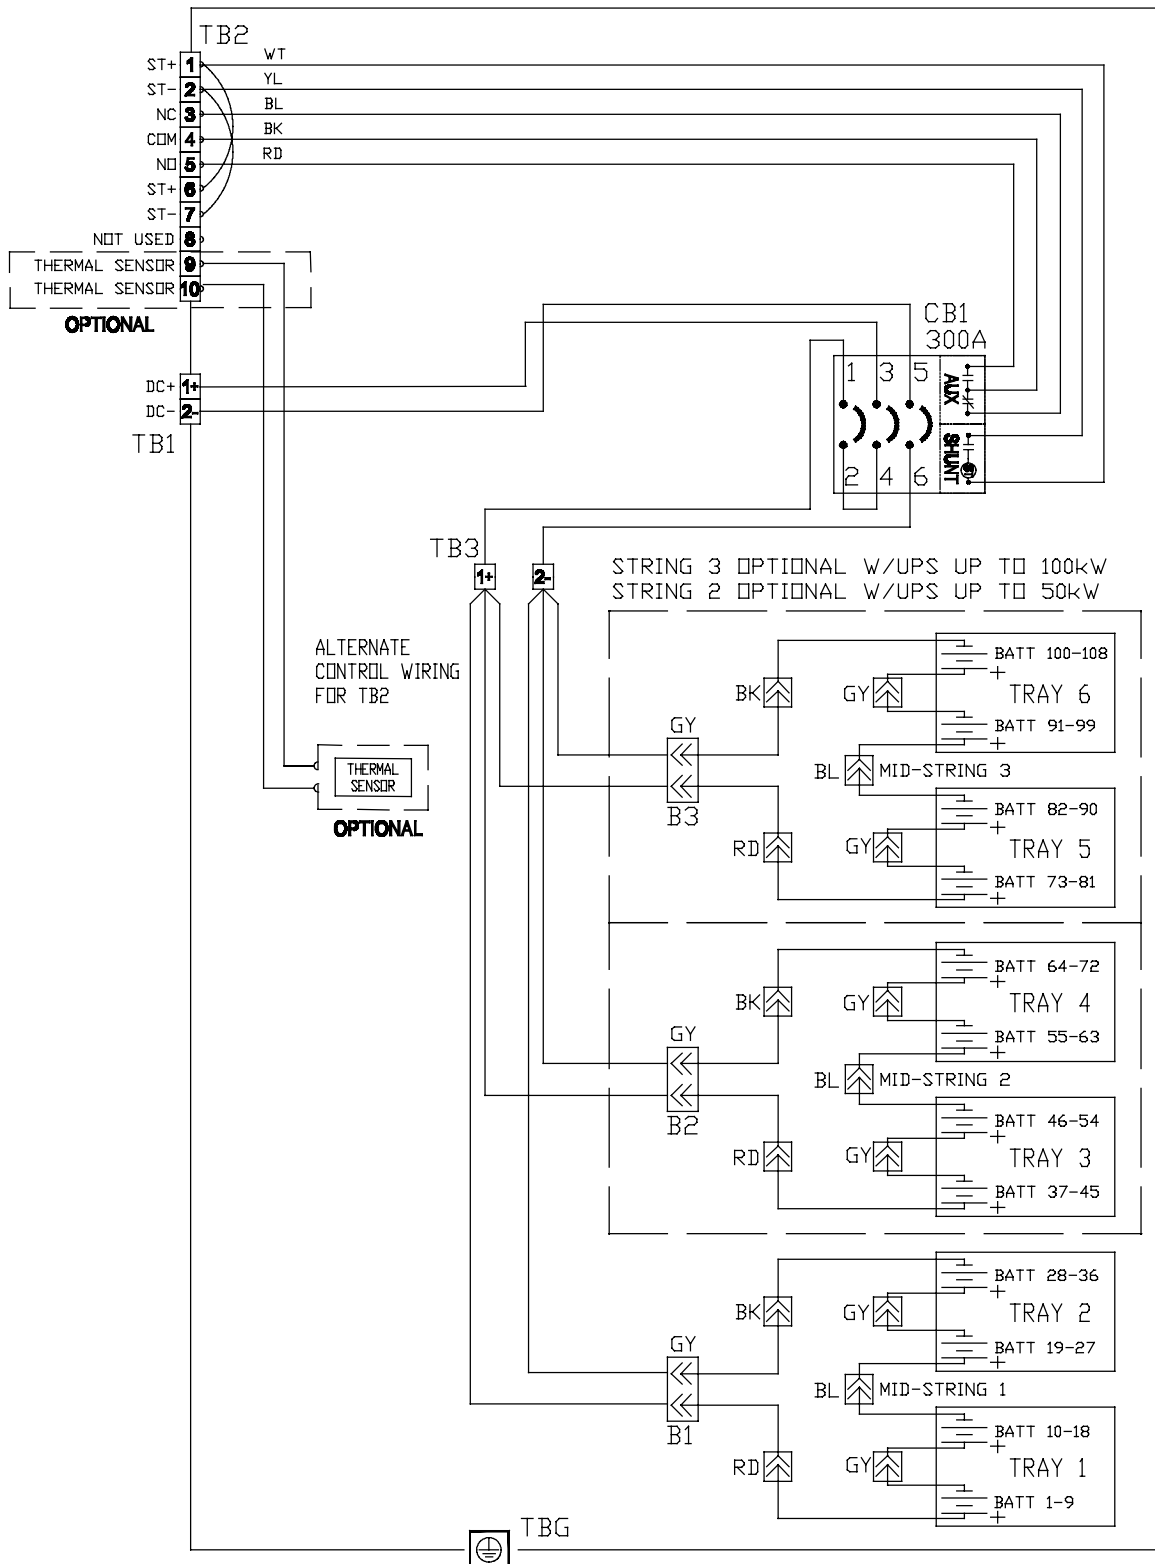 TB2
WT
ST+ 1
YL
ST- 2
BL
NC 3
BK
COM 4
RD
NO 5
ST+ 6
ST- 7
NOT USED 8
THERMAL SENSOR 9
THERMAL SENSOR 10
OPTIONAL
CB1
300A
DC+ 1+
DC- 2-
TB1
1 3 5
AUX
SHUNT
2 4 6
TB3
1+ 2-
STRING 3 OPTIONAL W/UPS UP TO 100kW
STRING 2 OPTIONAL W/UPS UP TO 50kW
ALTERNATE
CONTROL WIRING
FOR TB2
THERMAL
SENSOR
OPTIONAL
BATT 100-108
+
BK GY TRAY 6
GY
BATT 91-99
+
BL MID-STRING 3
B3
BATT 82-90
+
RD GY TRAY 5
BATT 73-81
+
BATT 64-72
+
BK GY TRAY 4
GY
BATT 55-63
+
BL MID-STRING 2
B2
BATT 46-54
+
RD GY TRAY 3
BATT 37-45
+
BATT 28-36
+
BK GY TRAY 2
GY
BATT 19-27
+
BL MID-STRING 1
B1
BATT 10-18
+
RD GY TRAY 1
BATT 1-9
+
TBG